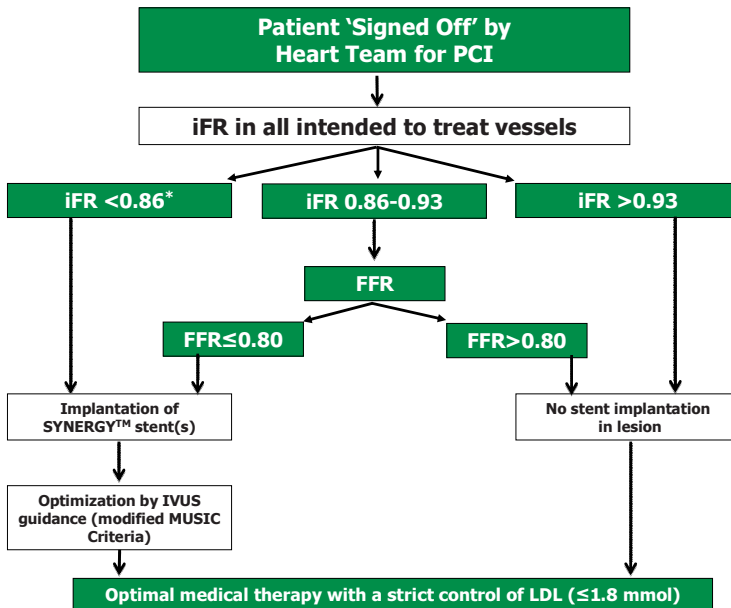 Patient ‘Signed Off’ by
Heart Team for PCI
iFR in all intended to treat vessels
iFR <0.86*
iFR 0.86-0.93
iFR >0.93
FFR
FFR≤0.80
FFR>0.80
Implantation of
SYNERGY™ stent(s)
No stent implantation
in lesion
Optimization by IVUS
guidance (modified MUSIC
Criteria)
Optimal medical therapy with a strict control of LDL (≤1.8 mmol)